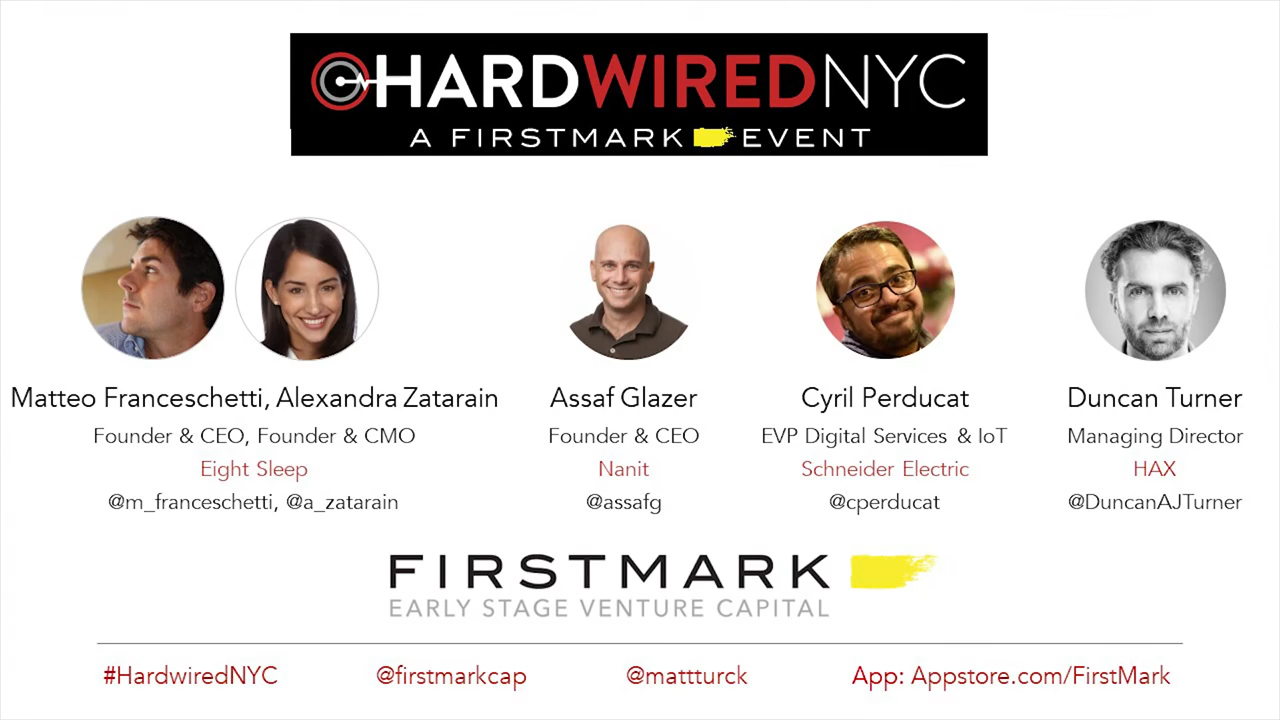 HARDWIREDNYC
A FIRSTMARK EVENT
Matteo Franceschetti, Alexandra Zatarain
Founder & CEO, Founder & CMO
Eight Sleep
@m_franceschetti, @a_zatarain
Assaf Glazer
Founder & CEO
Nanit
@assafg
Cyril Perducat
EVP Digital Services & IoT
Schneider Electric
@cperducat
Duncan Turner
Managing Director
HAX
@DuncanAJTurner
FIRSTMARK
EARLY STAGE VENTURE CAPITAL
#HardwiredNYC @firstmarkcap @mattturck App: Appstore.com/FirstMark